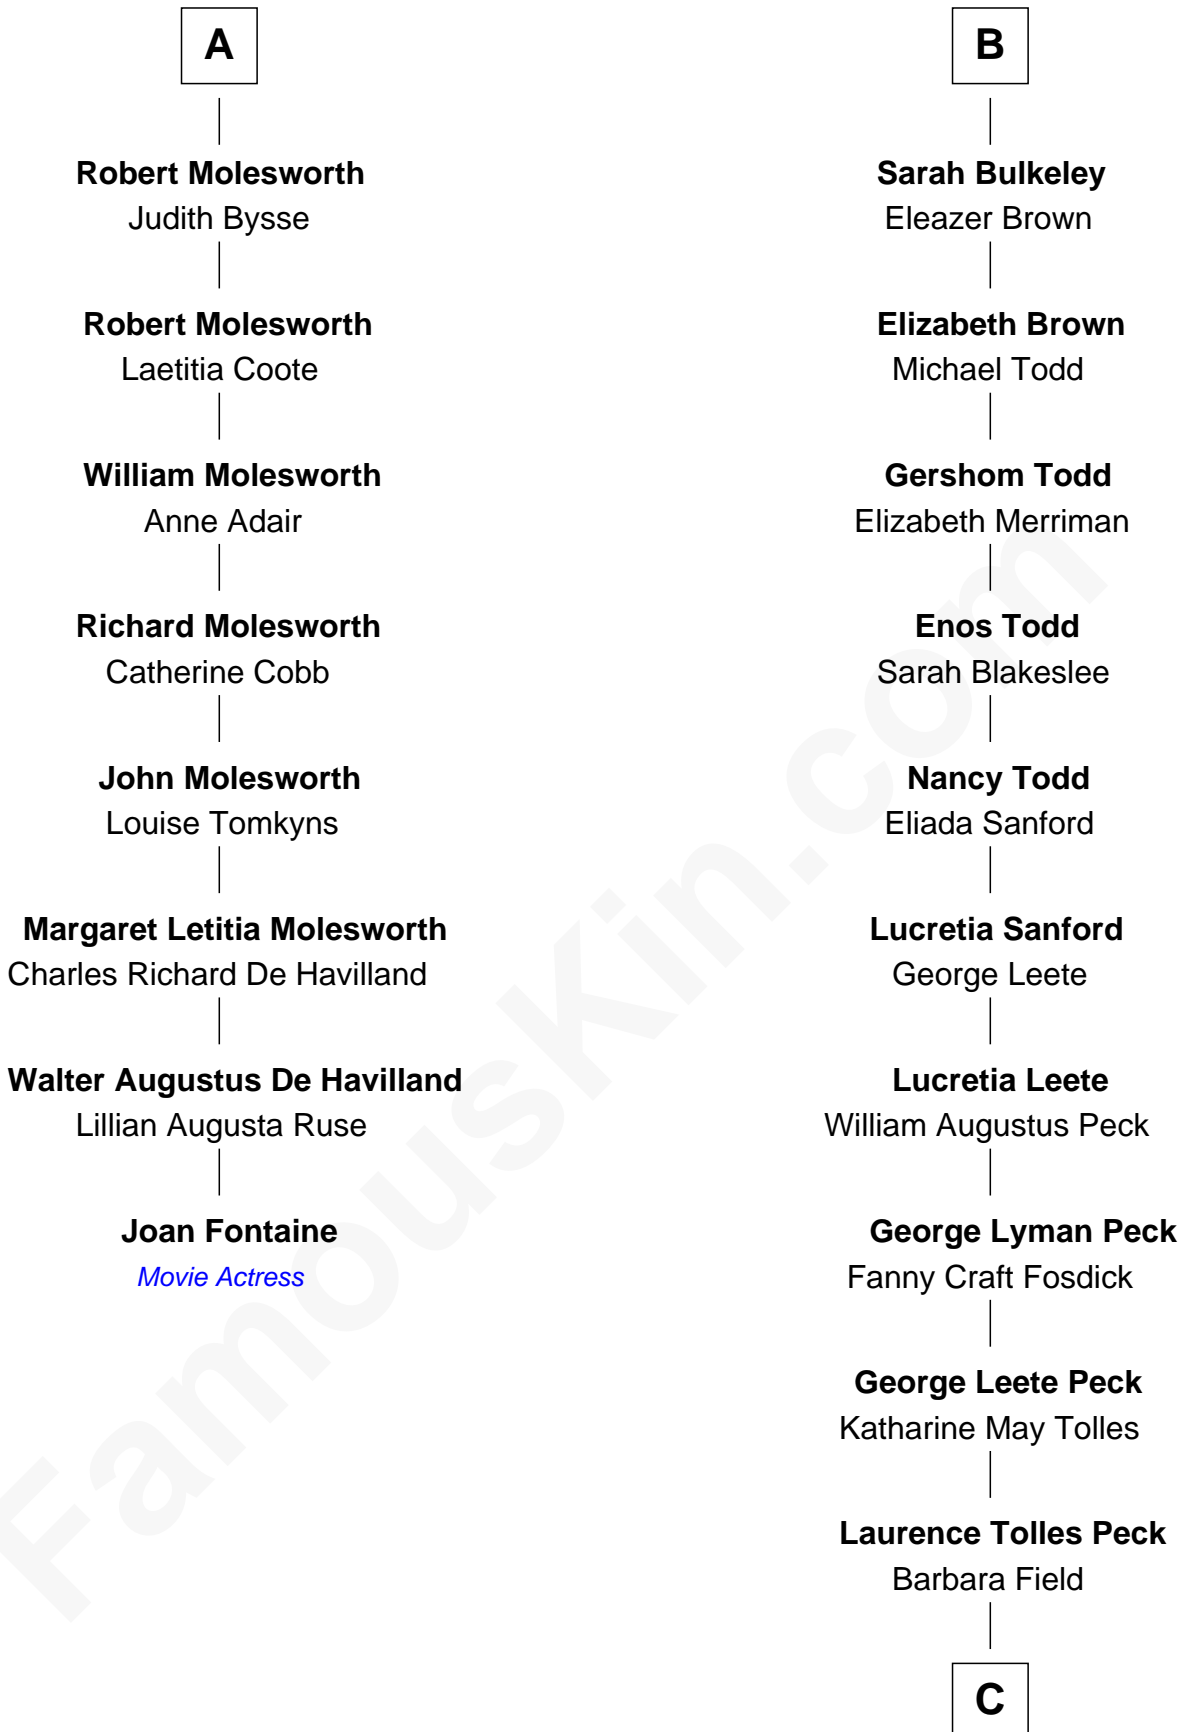 A
Robert Molesworth
Judith Bysse
Robert Molesworth
Laetitia Coote
William Molesworth
Anne Adair
Richard Molesworth
Catherine Cobb
John Molesworth
Louise Tomkyns
Margaret Letitia Molesworth
Charles Richard De Havilland
Walter Augustus De Havilland
Lillian Augusta Ruse
Joan Fontaine
Movie Actress
B
Sarah Bulkeley
Eleazer Brown
Elizabeth Brown
Michael Todd
Gershom Todd
Elizabeth Merriman
Enos Todd
Sarah Blakeslee
Nancy Todd
Eliada Sanford
Lucretia Sanford
George Leete
Lucretia Leete
William Augustus Peck
George Lyman Peck
Fanny Craft Fosdick
George Leete Peck
Katharine May Tolles
Laurence Tolles Peck
Barbara Field
C
FamousKin.com